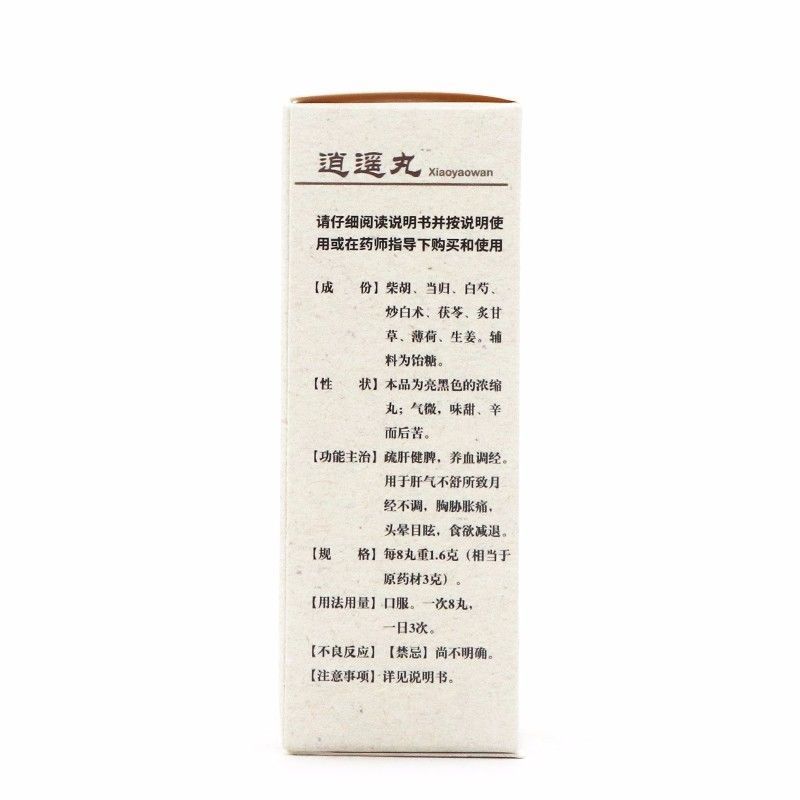 逍遥丸 Xiaoyaowan
请仔细阅读说明书并按说明使
用或在药师指导下购买和使用
【成 份】柴胡、当归、白芍、
炒白术、茯苓、炙甘
草、薄荷、生姜。辅
料为饴糖。
【性 状】本品为亮黑色的浓缩
丸；气微，味甜、辛
而后苦。
【功能主治】疏肝健脾，养血调经。
用于肝气不舒所致月
经不调，胸胁胀痛，
头晕目眩，食欲减退。
【规 格】每8丸重1.6克（相当于
原药材3克）。
【用法用量】口服。一次8丸，
一日3次。
【不良反应】【禁忌】尚不明确。
【注意事项】详见说明书。